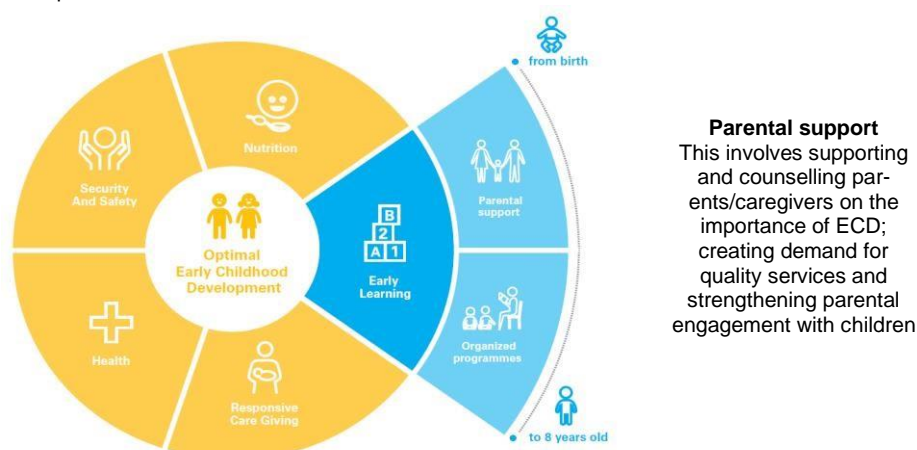 from birth
Nutrition
Security
And Safety
Parental
support
B
2
A 1
Optimal
Early Childhood
Development
Early
Learning
Health
Organized
programmes
Responsive
Care Giving
to 8 years old
Parental support
This involves supporting
and counselling par-
ents/caregivers on the
importance of ECD;
creating demand for
quality services and
strengthening parental
engagement with children